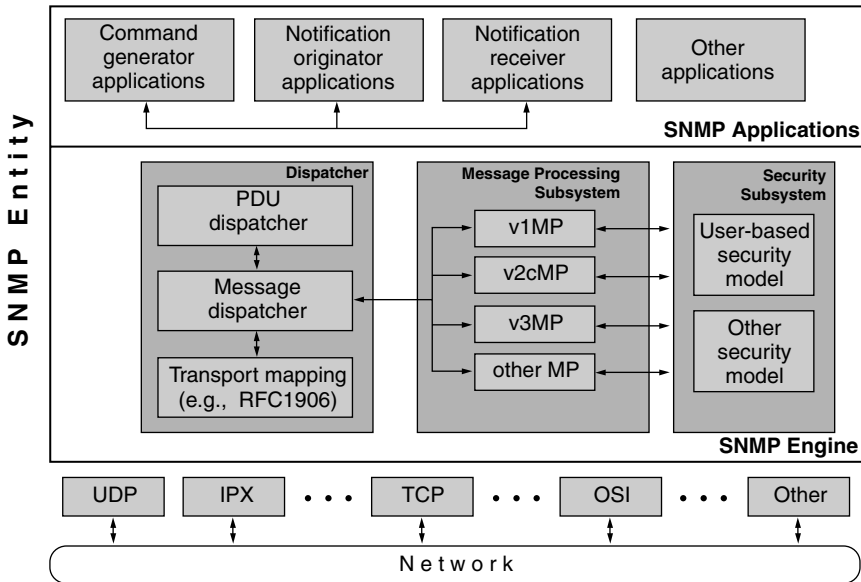 SNMP Entity
Command
generator
applications
Notification
originator
applications
Notification
receiver
applications
Other
applications
SNMP Applications
Dispatcher
PDU
dispatcher
Message
dispatcher
Transport mapping
(e.g., RFC1906)
Message Processing
Subsystem
v1MP
v2cMP
v3MP
other MP
Security
Subsystem
User-based
security
model
Other
security
model
SNMP Engine
UDP
IPX
• • •
TCP
• • •
OSI
• • •
Other
Network